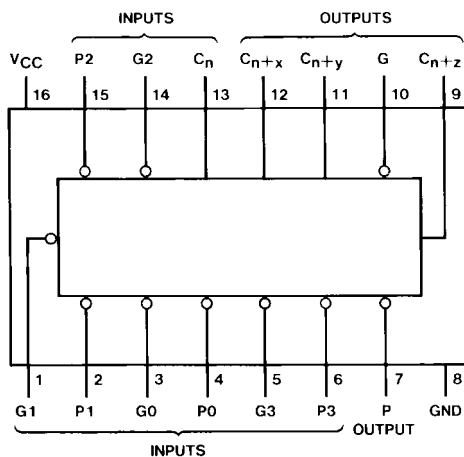 INPUTS OUTPUTS
VCC P2 G2 Cn Cn+x Cn+y G Cn+z
16 15 14 13 12 11 10 9
1 2 3 4 5 6 7 8
G1 P1 G0 P0 G3 P3 P GND
INPUTS OUTPUT